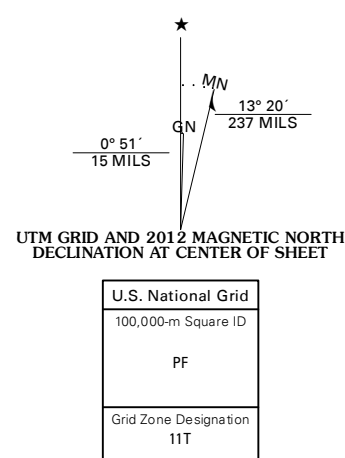 ★
MN
GN
13° 20´
237 MILS
0° 51´
15 MILS
UTM GRID AND 2012 MAGNETIC NORTH
DECLINATION AT CENTER OF SHEET
U.S. National Grid
100,000-m Square ID
PF
Grid Zone Designation
11T